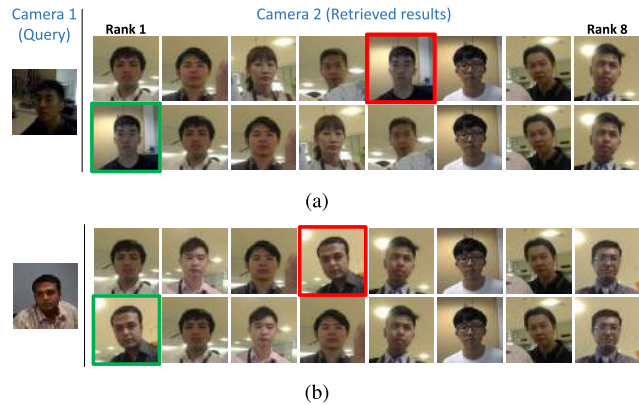 Camera 1
(Query)
Camera 2 (Retrieved results)
Rank 1
Rank 8
(a)
(b)